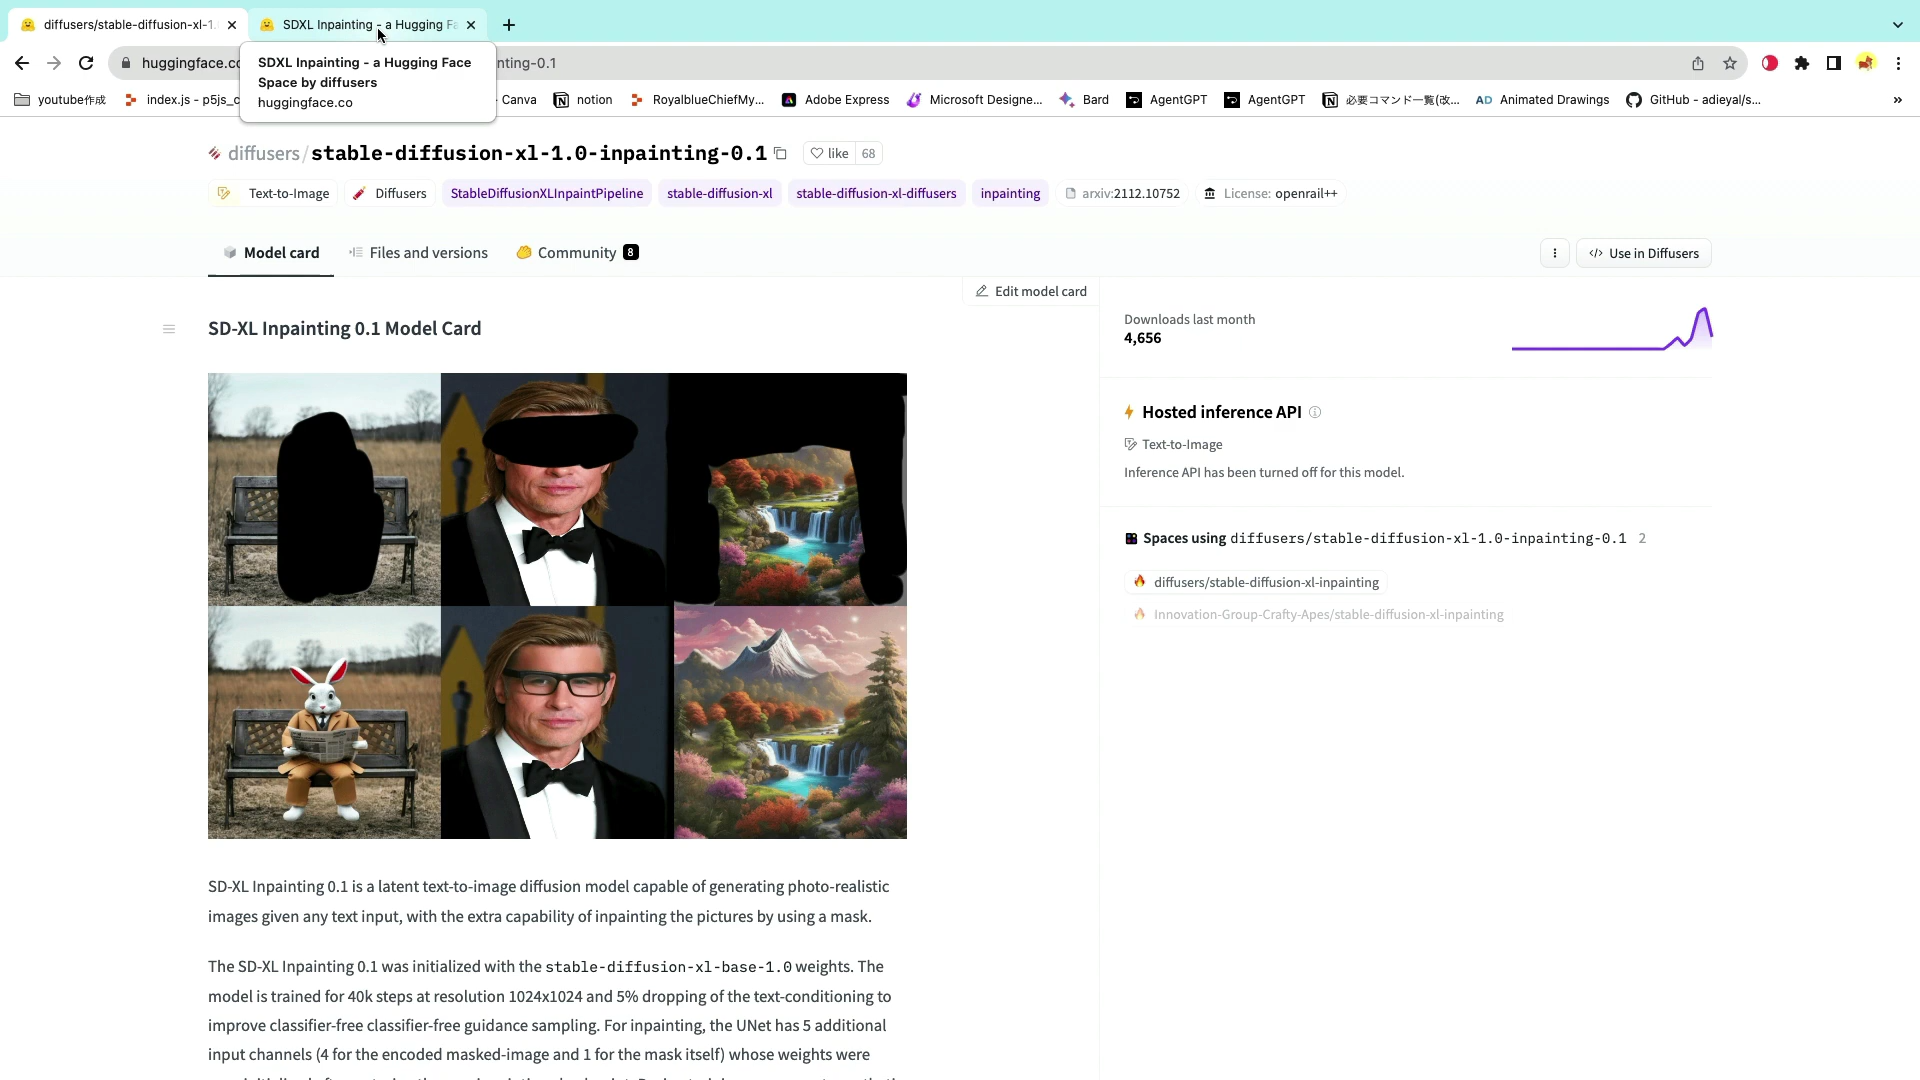 diffusers/stable-diffusion-xl-1.
SDXL Inpainting - a Hugging Fa
huggingface.co
nting-0.1
SDXL Inpainting - a Hugging Face
Space by diffusers
huggingface.co
youtube作成
index.js - p5js_c
- Canva
notion
RoyalblueChiefMy...
Adobe Express
Microsoft Designe...
Bard
AgentGPT
AgentGPT
必要コマンド一覧(改...
AD Animated Drawings
GitHub - adieyal/s...
»
diffusers/stable-diffusion-xl-1.0-inpainting-0.1
like 68
Text-to-Image
Diffusers
StableDiffusionXLInpaintPipeline
stable-diffusion-xl
stable-diffusion-xl-diffusers
inpainting
arxiv:2112.10752
License: openrail++
Model card
Files and versions
Community 8
</> Use in Diffusers
Edit model card
SD-XL Inpainting 0.1 Model Card
SD-XL Inpainting 0.1 is a latent text-to-image diffusion model capable of generating photo-realistic
images given any text input, with the extra capability of inpainting the pictures by using a mask.
The SD-XL Inpainting 0.1 was initialized with the stable-diffusion-xl-base-1.0 weights. The
model is trained for 40k steps at resolution 1024x1024 and 5% dropping of the text-conditioning to
improve classifier-free classifier-free guidance sampling. For inpainting, the UNet has 5 additional
input channels (4 for the encoded masked-image and 1 for the mask itself) whose weights were
Downloads last month
4,656
Hosted inference API
Text-to-Image
Inference API has been turned off for this model.
Spaces using diffusers/stable-diffusion-xl-1.0-inpainting-0.1 2
diffusers/stable-diffusion-xl-inpainting
Innovation-Group-Crafty-Apes/stable-diffusion-xl-inpainting